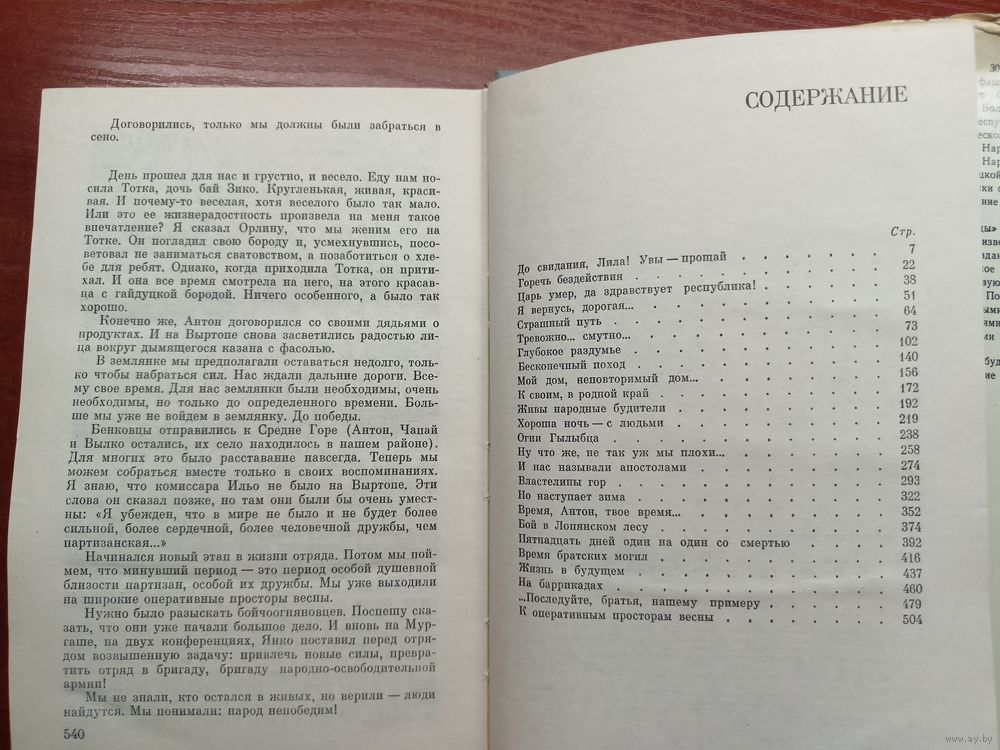 Договорились, только мы должны были забраться в
сено.
День прошел для нас и грустно, и весело. Еду нам но-
сила Тотка, дочь бай Зико. Кругленькая, живая, краси-
вая. И почему-то веселая, хотя веселого было так мало.
Или это ее жизнерадостность произвела на меня такое
впечатление? Я сказал Орлину, что мы женим его на
Тотке. Он погладил свою бороду и, усмехнувшись, посо-
ветовал не заниматься сватовством, а позаботиться о хле-
бе для ребят. Однако, когда приходила Тотка, он прити-
хал. И она все время смотрела на него, на этого красав-
ца с гайдуцкой бородой. Ничего особенного, а было так
хорошо.
Конечно же, Антон договорился со своими дядьями о
продуктах. И на Выртопе снова засветились радостью ли-
ца вокруг дымящегося казана с фасолью.
В землянке мы предполагали оставаться недолго, толь-
ко чтобы набраться сил. Нас ждали дальние дороги. Все-
му свое время. Для нас землянки были необходимы, очень
необходимы, но только до определенного времени. Боль-
ше мы уже не войдем в землянку. До победы.
Бенковцы отправились к Средне Горе (Антон, Чапай
и Вылко остались, их село находилось в нашем районе).
Для многих это было расставание навсегда. Теперь мы
можем собраться вместе только в своих воспоминаниях.
Я знаю, что комиссара Ильо не было на Выртопе. Эти
слова он сказал позже, но там они были бы очень умест-
ны: «Я убежден, что в мире не было и не будет более
сильной, более сердечной, более человечной дружбы, чем
партизанская...»
Начинался новый этап в жизни отряда. Потом мы пой-
мем, что минувший период — это период особой душевной
близости партизан, особой их дружбы. Мы уже выходили
на широкие оперативные просторы весны.
Нужно было разыскать бойчоогняновцев. Поспешу ска-
зать, что они уже начали большое дело. И вновь на Мур-
гаше, на двух конференциях, Янко поставил перед отря-
дом возвышенную задачу: привлечь новые силы, превра-
тить отряд в бригаду, бригаду народно-освободительной
армии!
Мы не знали, кто остался в живых, но верили — люди
найдутся. Мы понимали: народ непобедим!
540
СОДЕРЖАНИЕ
Стр.
До свидания, Лила! Увы — прощай . . . . . . 7
Горечь бездействия . . . . . . . . . 22
Царь умер, да здравствует республика! . . . . . 38
Я вернусь, дорогая... . . . . . . . . 51
Страшный путь . . . . . . . . . . 64
Тревожно... смутно... . . . . . . . . 73
Глубокое раздумье . . . . . . . . . 102
Бесконечный поход . . . . . . . . . 140
Мой дом, неповторимый дом... . . . . . . 156
К своим, в родной край . . . . . . . . 172
Живы народные будители . . . . . . . . 192
Хороша ночь — с людьми . . . . . . . . 219
Огни Гылыбца . . . . . . . . . . 238
Ну что же, не так уж мы плохи... . . . . . . 258
И нас называли апостолами . . . . . . . 274
Властелины гор . . . . . . . . . . 293
Но наступает зима . . . . . . . . . 322
Время, Антон, твое время... . . . . . . . 352
Бой в Лопянском лесу . . . . . . . . 374
Пятнадцать дней один на один со смертью . . . . 392
Время братских могил . . . . . . . . 416
Жизнь в будущем . . . . . . . . . 437
На баррикадах . . . . . . . . . . 460
...Последуйте, братья, нашему примеру . . . . . 479
К оперативным просторам весны . . . . . . 504
www.ay.by